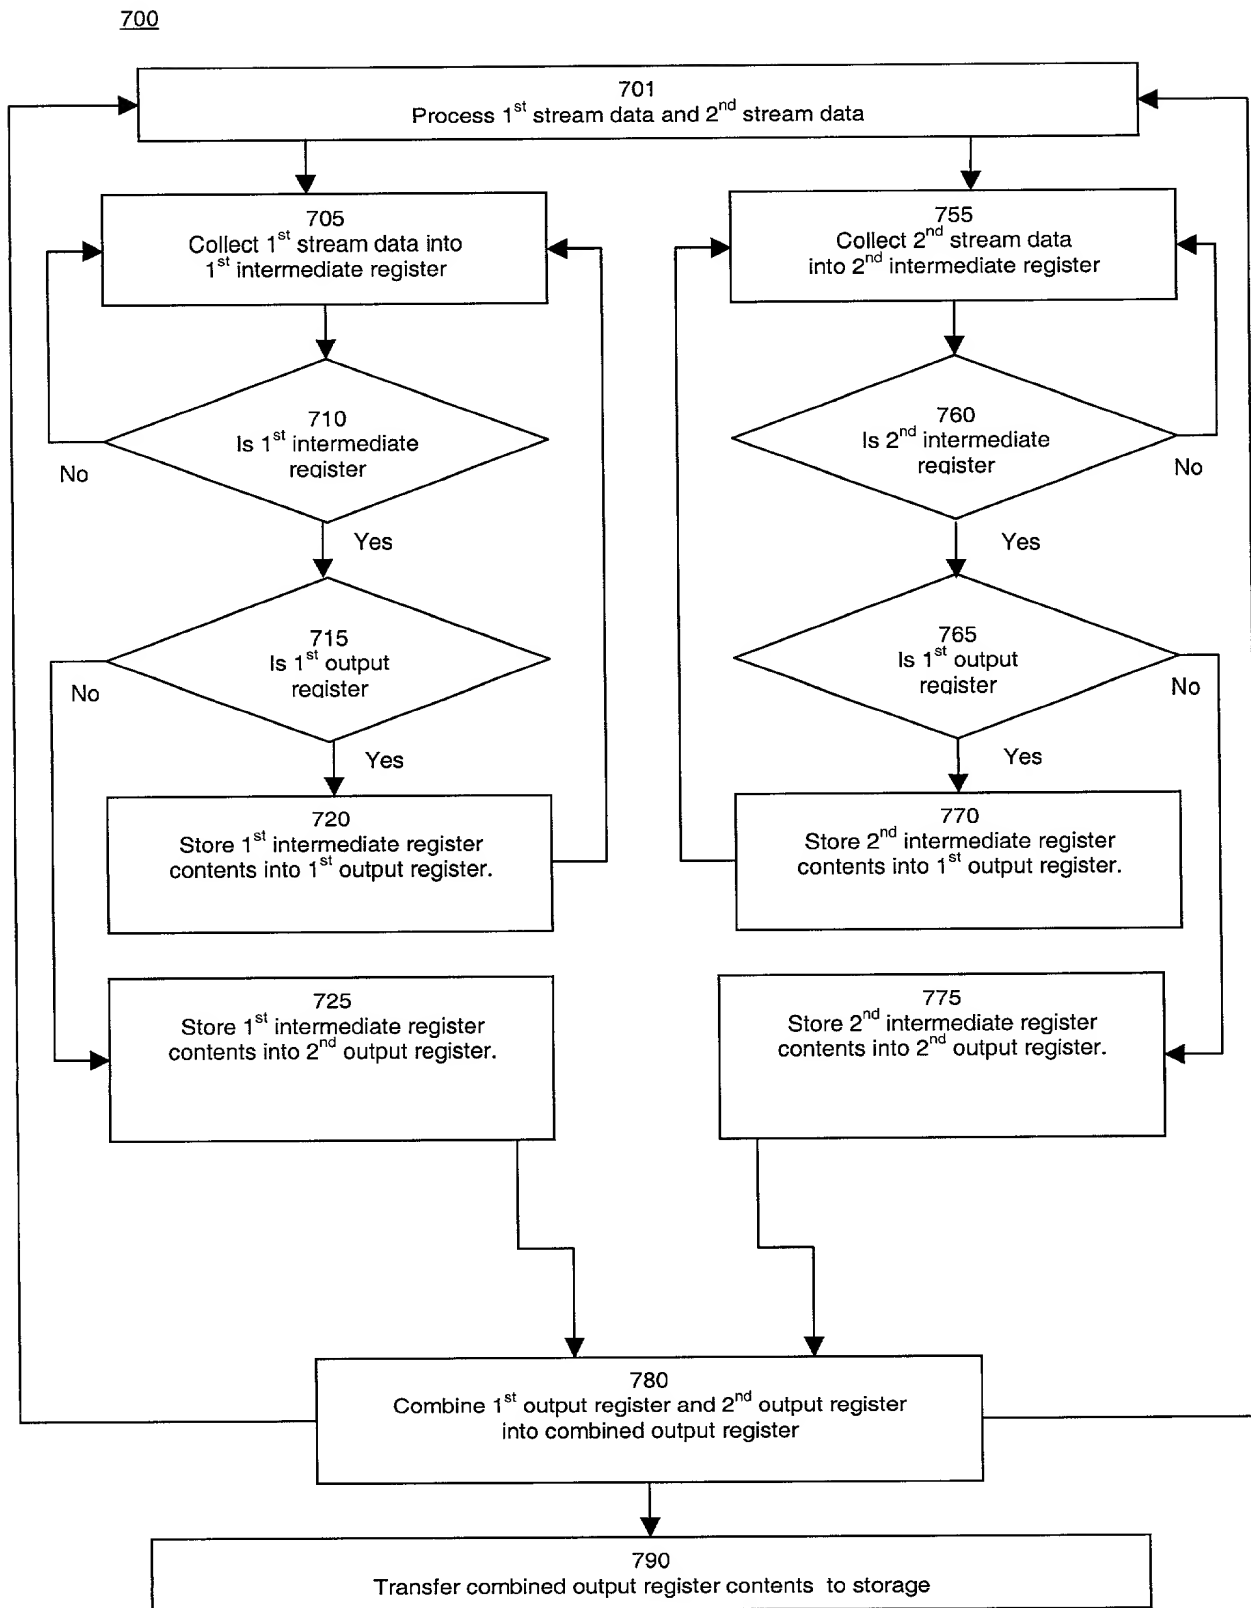 700
701
Process 1st stream data and 2nd stream data
705
Collect 1st stream data into
1st intermediate register
755
Collect 2nd stream data
into 2nd intermediate register
710
Is 1st intermediate
register
No
Yes
760
Is 2nd intermediate
register
No
Yes
715
Is 1st output
register
No
Yes
765
Is 1st output
register
No
Yes
720
Store 1st intermediate register
contents into 1st output register.
770
Store 2nd intermediate register
contents into 1st output register.
725
Store 1st intermediate register
contents into 2nd output register.
775
Store 2nd intermediate register
contents into 2nd output register.
780
Combine 1st output register and 2nd output register
into combined output register
790
Transfer combined output register contents to storage